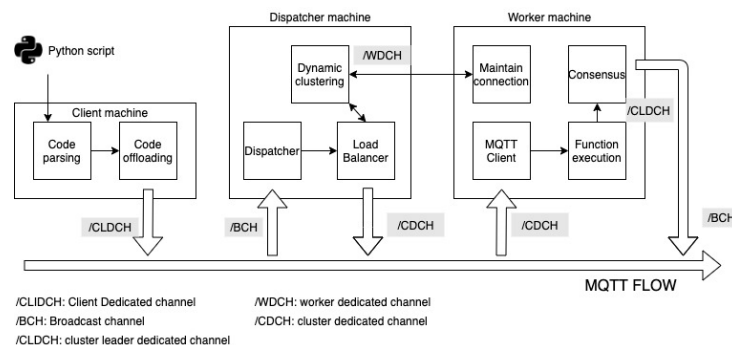 Python script
Client machine
Code
parsing
Code
offloading
/CLDCH
Dispatcher machine
Dynamic
clustering
/WDCH
Dispatcher
Load
Balancer
/BCH
/CDCH
Worker machine
Maintain
connection
Consensus
/CLDCH
MQTT
Client
Function
execution
/CDCH
/BCH
MQTT FLOW
/CLIDCH: Client Dedicated channel
/BCH: Broadcast channel
/CLDCH: cluster leader dedicated channel
/WDCH: worker dedicated channel
/CDCH: cluster dedicated channel